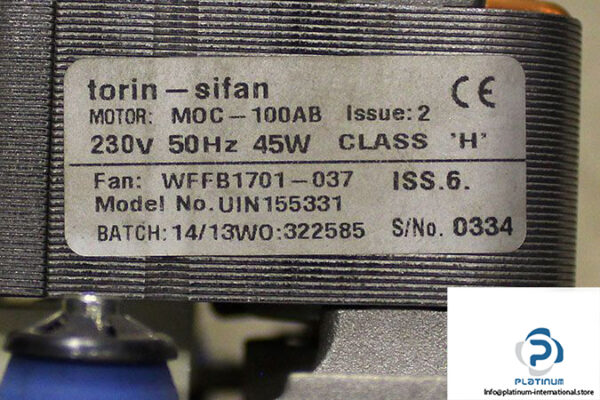 torin-sifan
CE
MOTOR: MOC-100AB Issue:2
230V 50Hz 45W CLASS "H"
Fan: WFFB1701-037 ISS.6.
Model No.UIN155331
BATCH: 14/13WO:322585 S/No. 0334
PLATINUM
Info@platinum-international.store